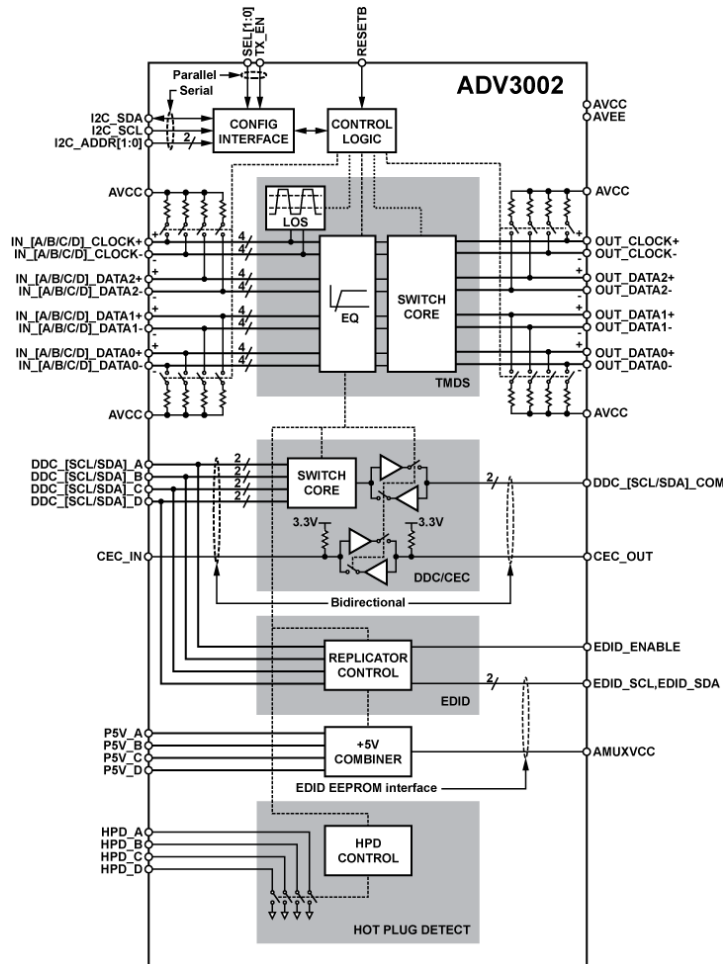 SEL[1:0]
TX_EN
RESETB
ADV3002
Parallel
Serial
I2C_SDA
I2C_SCL
I2C_ADDR[1:0]
2
CONFIG
INTERFACE
CONTROL
LOGIC
AVCC
AVEE
AVCC
LOS
AVCC
+
IN_[A/B/C/D]_CLOCK+
IN_[A/B/C/D]_CLOCK-
-
4
4
+
OUT_CLOCK+
OUT_CLOCK-
-
+
IN_[A/B/C/D]_DATA2+
IN_[A/B/C/D]_DATA2-
-
4
4
+
OUT_DATA2+
OUT_DATA2-
-
EQ
SWITCH
CORE
+
IN_[A/B/C/D]_DATA1+
IN_[A/B/C/D]_DATA1-
-
4
4
+
OUT_DATA1+
OUT_DATA1-
-
+
IN_[A/B/C/D]_DATA0+
IN_[A/B/C/D]_DATA0-
-
4
4
+
OUT_DATA0+
OUT_DATA0-
-
TMDS
AVCC
AVCC
DDC_[SCL/SDA]_A
DDC_[SCL/SDA]_B
DDC_[SCL/SDA]_C
DDC_[SCL/SDA]_D
2
2
2
2
SWITCH
CORE
2
DDC_[SCL/SDA]_COM
3.3V
3.3V
CEC_IN
CEC_OUT
DDC/CEC
Bidirectional
REPLICATOR
CONTROL
EDID_ENABLE
2
EDID_SCL,EDID_SDA
EDID
P5V_A
P5V_B
P5V_C
P5V_D
+5V
COMBINER
AMUXVCC
EDID EEPROM interface
HPD_A
HPD_B
HPD_C
HPD_D
HPD
CONTROL
HOT PLUG DETECT